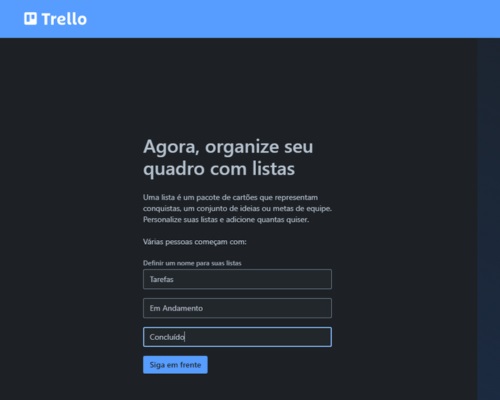 Trello
Agora, organize seu
quadro com listas
Uma lista é um pacote de cartões que representam
conquistas, um conjunto de ideias ou metas de equipe.
Personalize suas listas e adicione quantas quiser.
Várias pessoas começam com:
Definir um nome para suas listas
Tarefas
Em Andamento
Concluído
Siga em frente